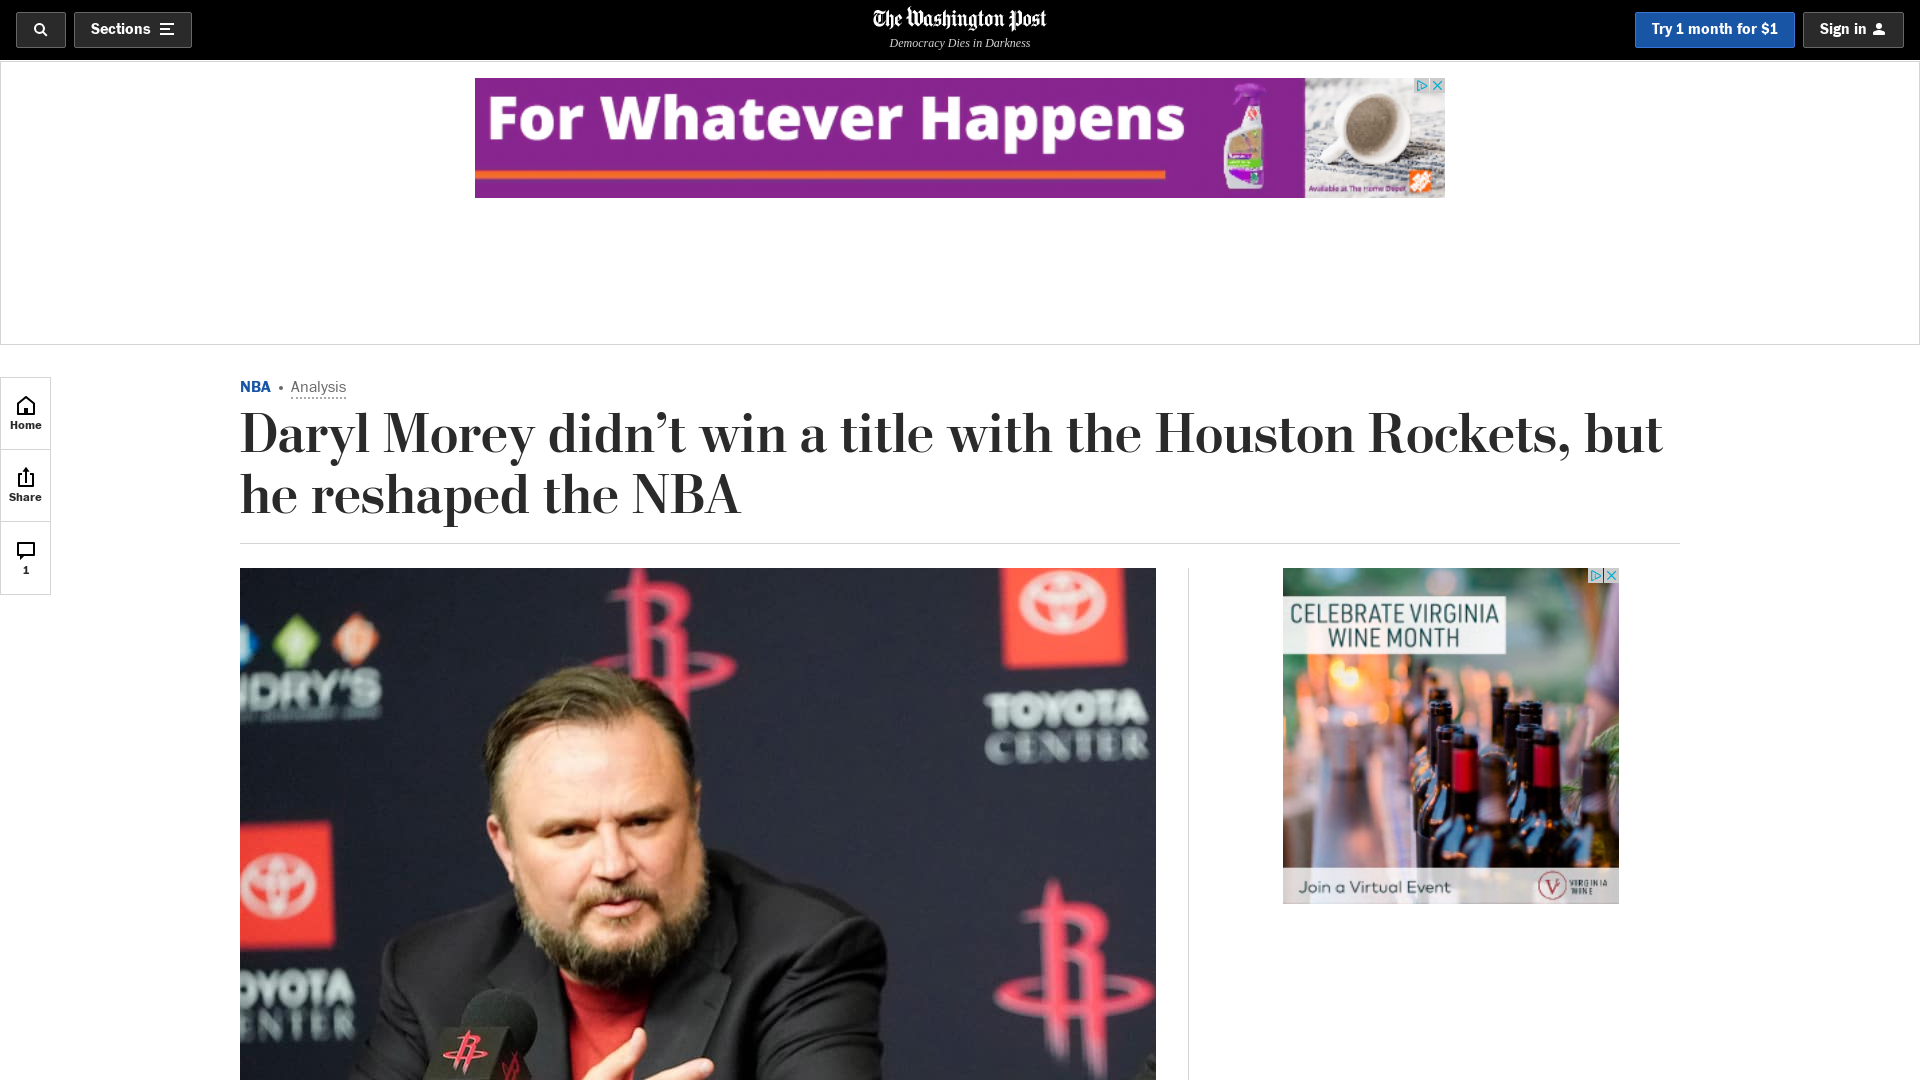 Sections
The Washington Post
Democracy Dies in Darkness
Try 1 month for $1
Sign in
For Whatever Happens
Available at The Home Depot
Home
Share
1
NBA • Analysis
Daryl Morey didn’t win a title with the Houston Rockets, but
he reshaped the NBA
NDRY'S
TOYOTA
CENTER
OYOTA
ENTER
CELEBRATE VIRGINIA
WINE MONTH
Join a Virtual Event
VIRGINIA
WINE